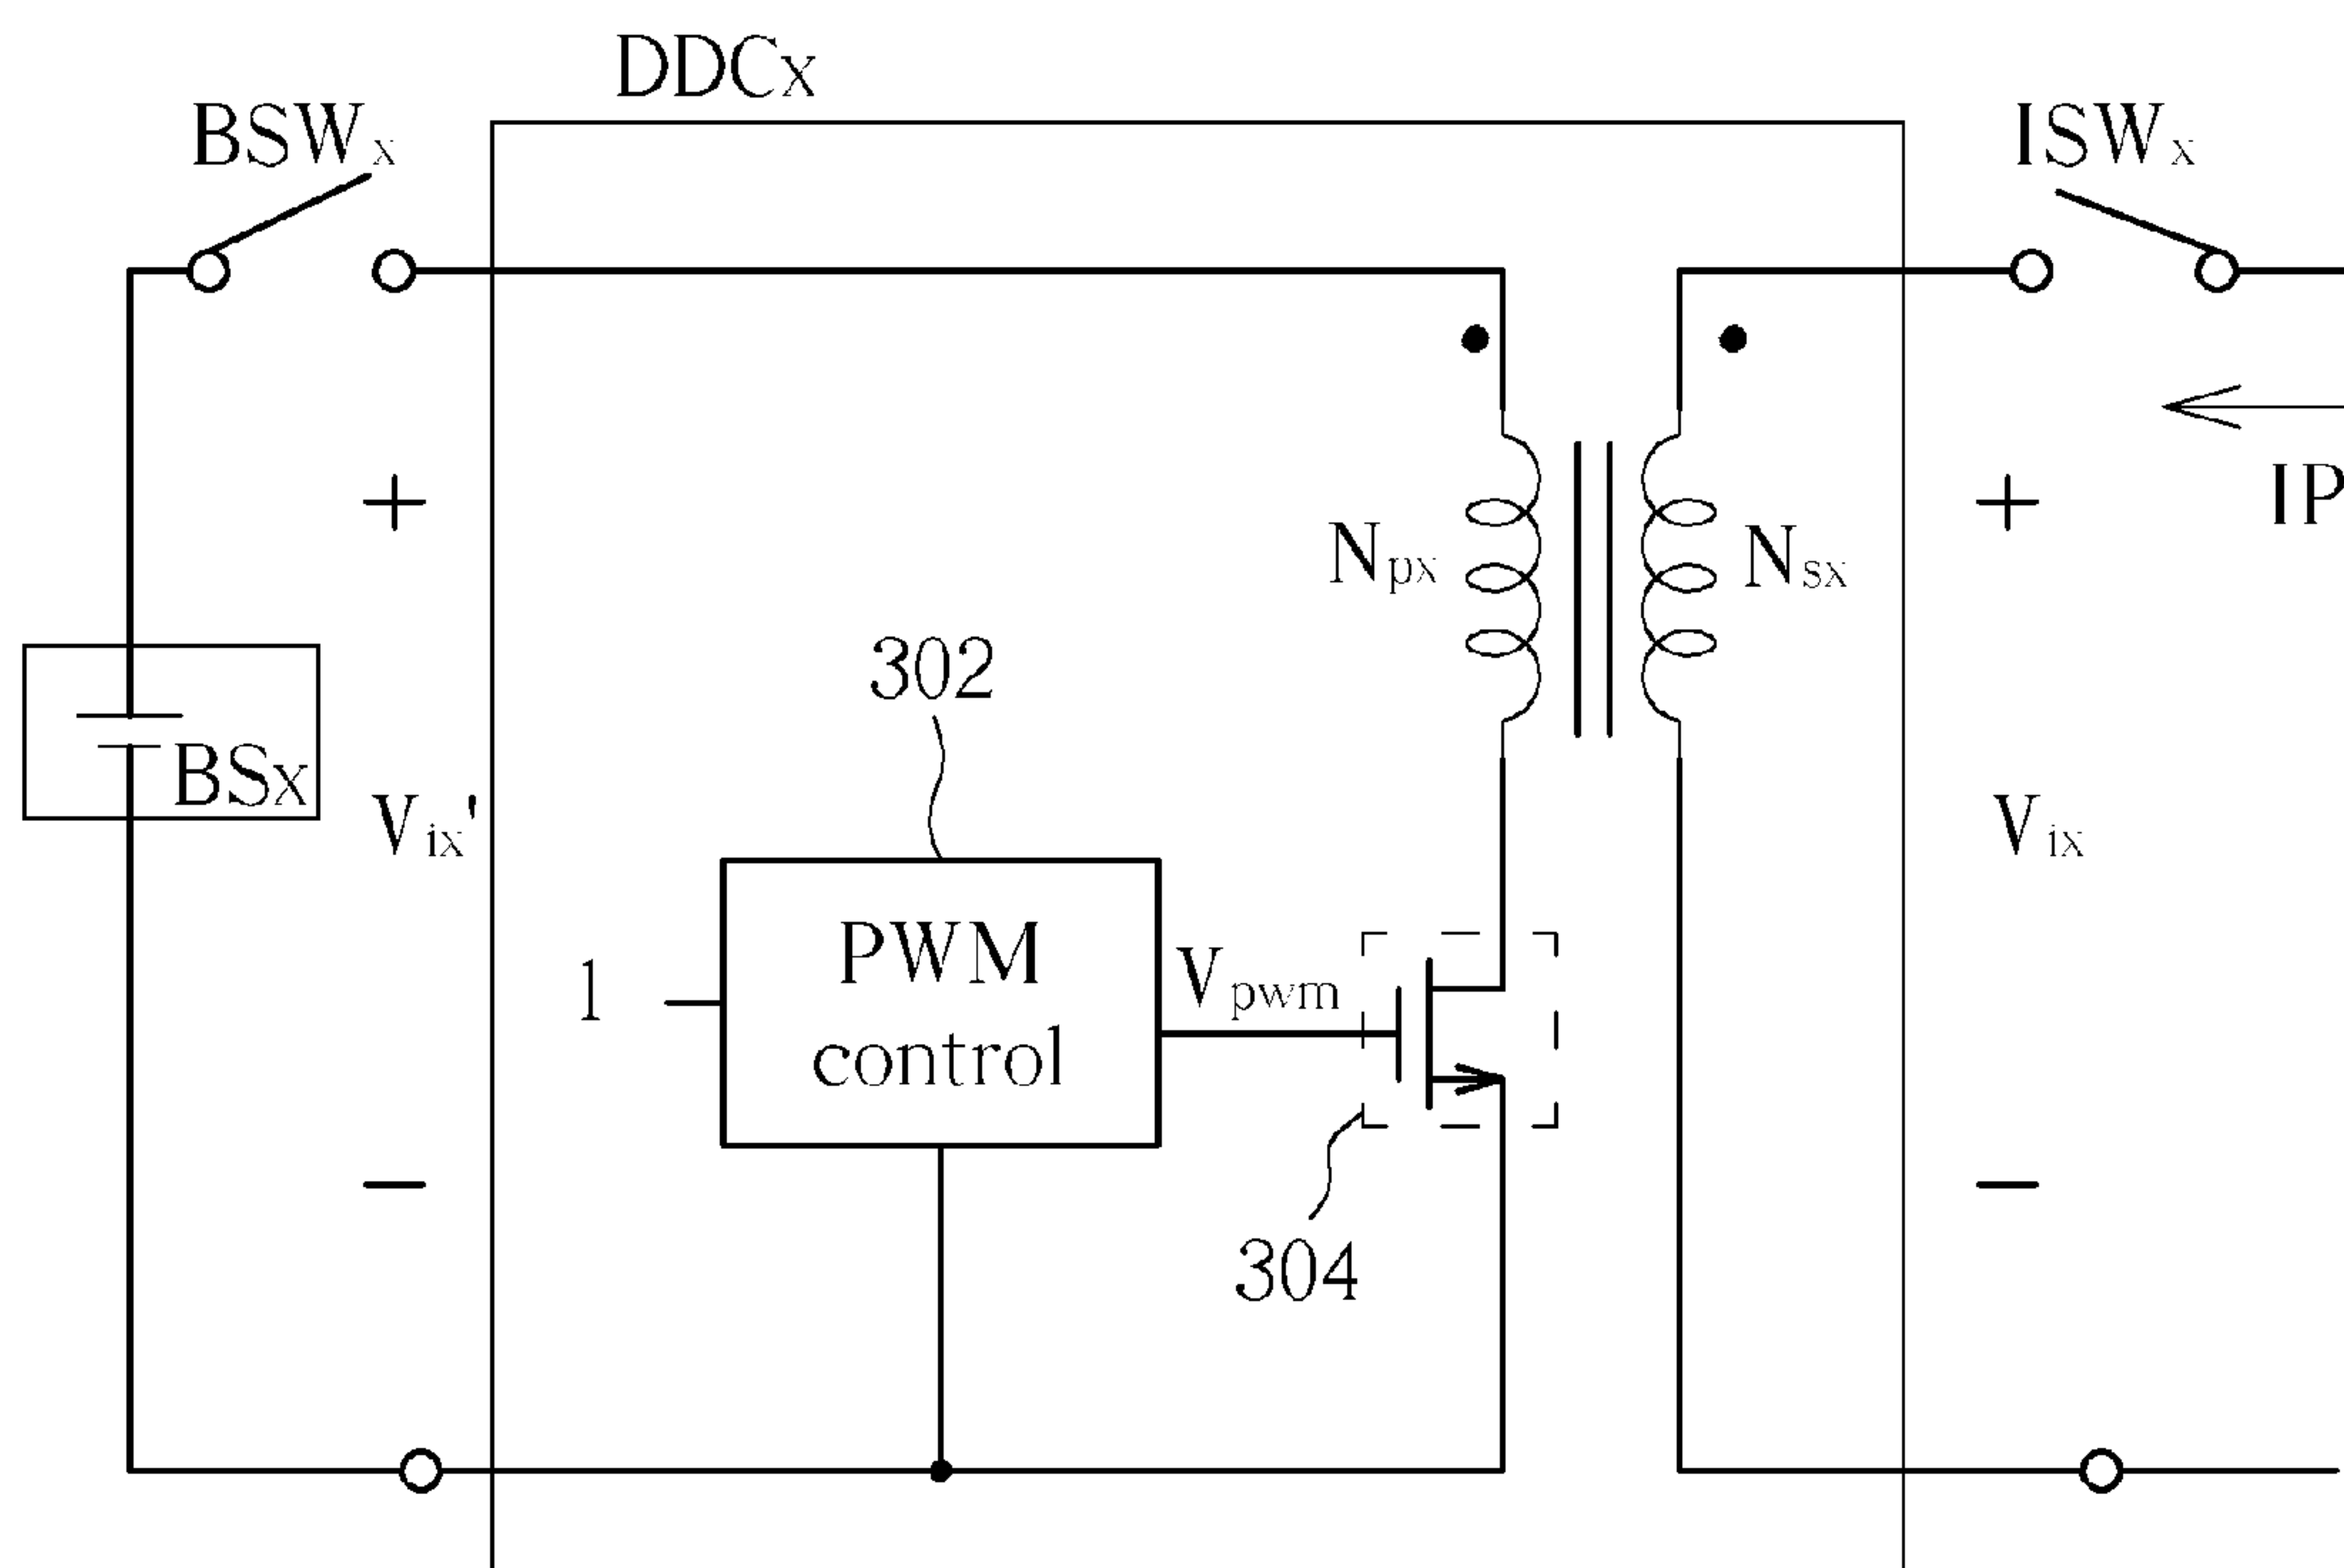 DDCx
BSWx
ISWx
+
+
IP
Npx
Nsx
302
BSx
Vix'
Vix
PWM
control
1
Vpwm
−
−
304